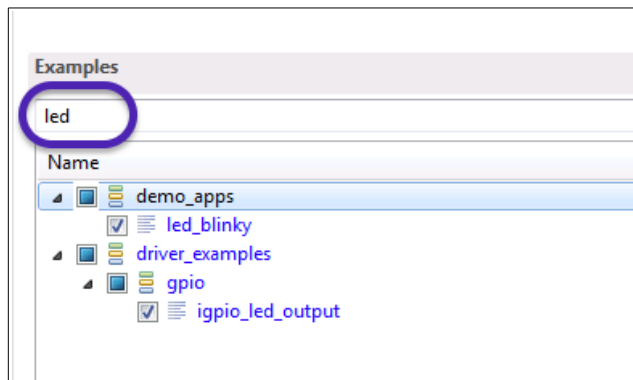 Examples
led
Name
demo_apps
led_blinky
driver_examples
gpio
igpio_led_output